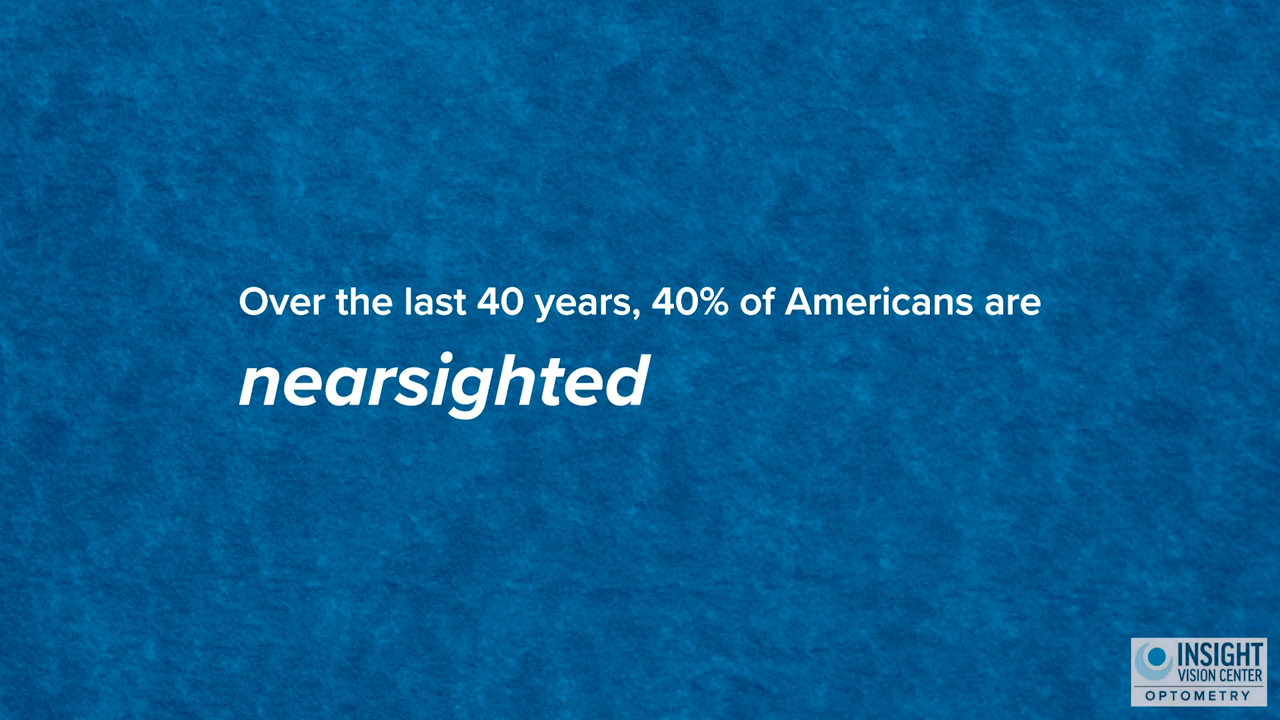 Over the last 40 years, 40% of Americans are
nearsighted
INSIGHT
VISION CENTER
OPTOMETRY